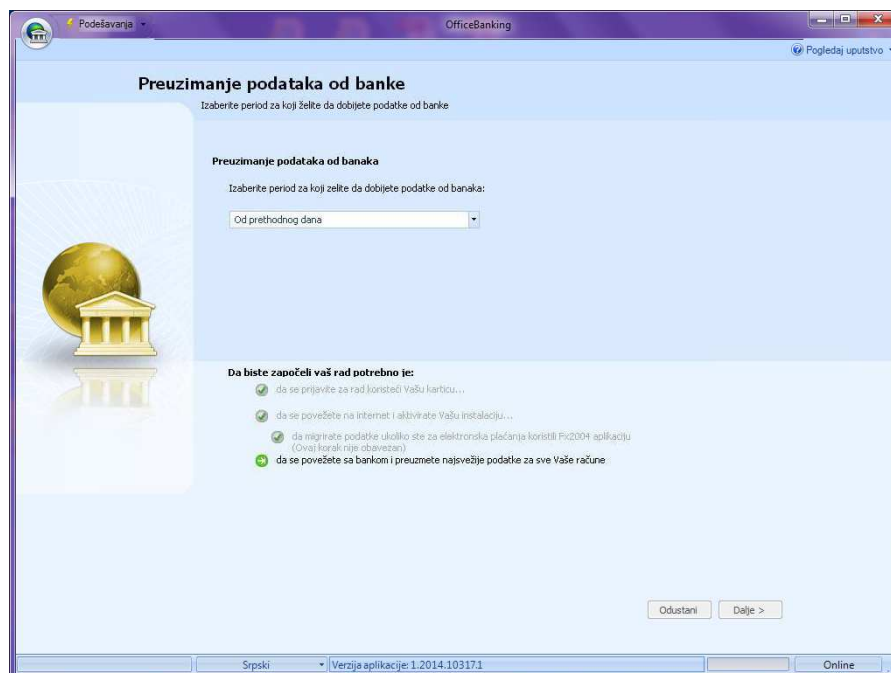 Podešavanja
OfficeBanking
Pogledaj uputstvo
Preuzimanje podataka od banke
Izaberite period za koji želite da dobijete podatke od banke
Preuzimanje podataka od banaka
Izaberite period za koji zelite da dobijete podatke od banaka:
Od prethodnog dana
Da biste započeli vaš rad potrebno je:
da se prijavite za rad koristeći Vašu karticu...
da se povežete na internet i aktivirate Vašu instalaciju...
da migrirate podatke ukoliko ste za elektronska plaćanja koristili Fx2004 aplikaciju
(Ovaj korak nije obavezan)
da se povežete sa bankom i preuzmete najsvežije podatke za sve Vaše račune
Odustani
Dalje >
Srpski
Verzija aplikacije: 1.2014.10317.1
Online